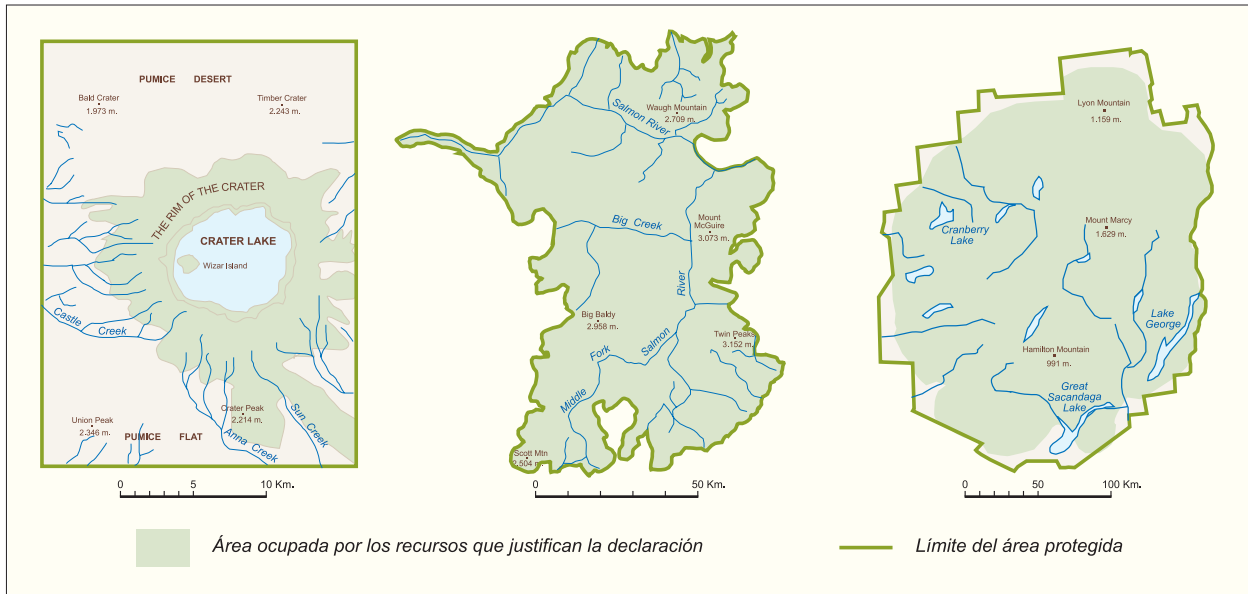 PUMICE DESERT
Bald Crater
1.973 m.
Timber Crater
2.243 m.
THE RIM OF THE CRATER
CRATER LAKE
Wizar Island
Castle
Creek
Union Peak
2.346 m.
PUMICE FLAT
Crater Peak
2.214 m.
Anna Creek
Sun Creek
0 5 10 Km.
Waugh Mountain
2.709 m.
Salmon River
Big Creek
Mount
McGuire
3.073 m.
River
Big Baldy
2.958 m.
Salmon
Fork
Middle
Twin Peaks
3.152 m.
Scott Mtn
2.504 m.
0 50 Km.
Lyon Mountain
1.159 m.
Mount Marcy
1.629 m.
Cranberry
Lake
Lake
George
Hamilton Mountain
991 m.
Great
Sacandaga
Lake
0 50 100 Km.
Área ocupada por los recursos que justifican la declaración
Límite del área protegida